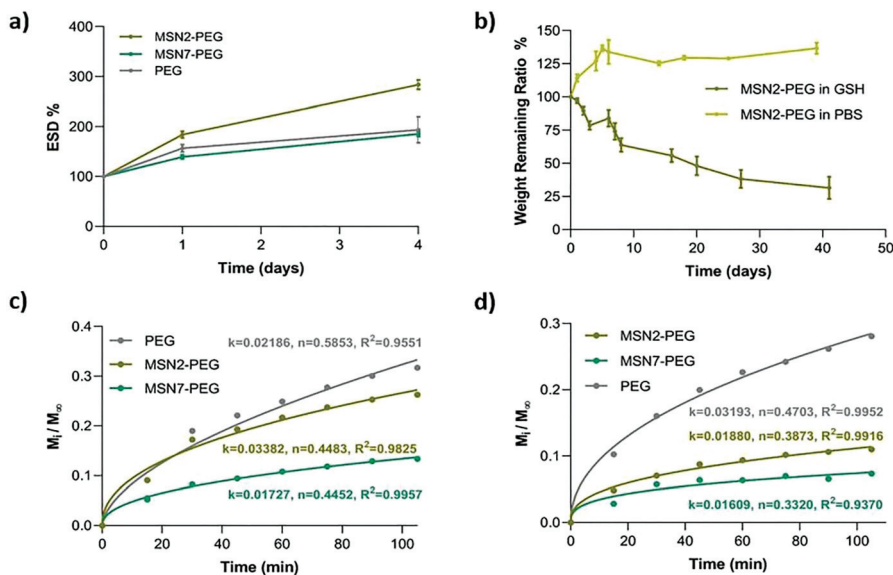 a)
MSN2-PEG
MSN7-PEG
PEG
400
300
200
100
0
ESD %
0
1
2
3
4
Time (days)
b)
150
125
100
75
50
25
0
Weight Remaining Ratio %
MSN2-PEG in GSH
MSN2-PEG in PBS
0
10
20
30
40
50
Time (days)
c)
0.4
0.3
0.2
0.1
0.0
Mi / M∞
PEG
MSN2-PEG
MSN7-PEG
k=0.02186, n=0.5853, R²=0.9551
k=0.03382, n=0.4483, R²=0.9825
k=0.01727, n=0.4452, R²=0.9957
0
20
40
60
80
100
Time (min)
d)
0.3
0.2
0.1
0.0
Mi / M∞
MSN2-PEG
MSN7-PEG
PEG
k=0.03193, n=0.4703, R²=0.9952
k=0.01880, n=0.3873, R²=0.9916
k=0.01609, n=0.3320, R²=0.9370
0
20
40
60
80
100
Time (min)